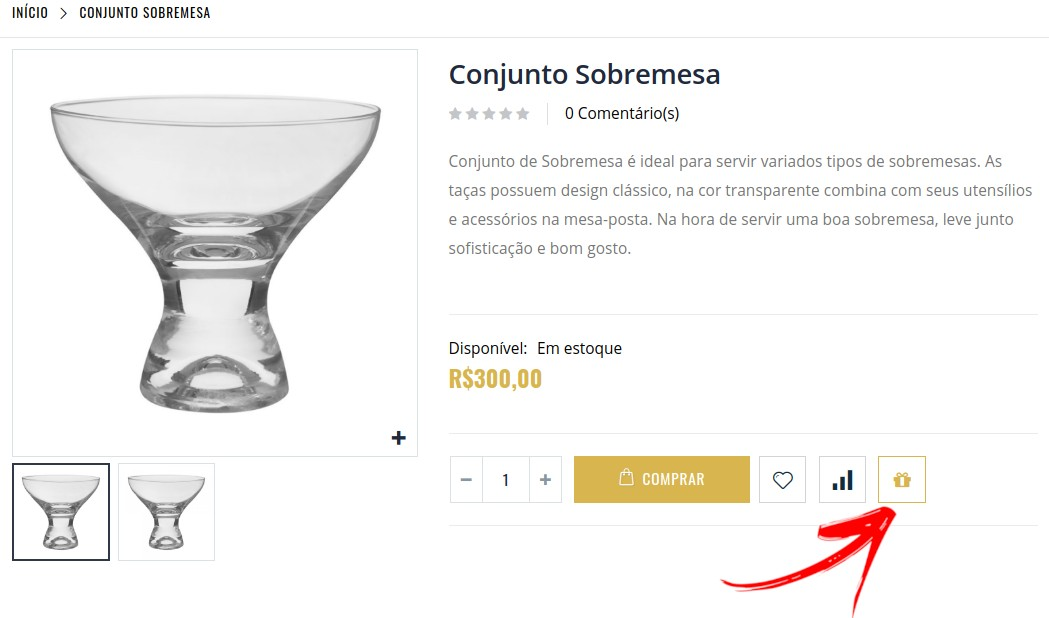 INÍCIO > CONJUNTO SOBREMESA
Conjunto Sobremesa
0 Comentário(s)
Conjunto de Sobremesa é ideal para servir variados tipos de sobremesas. As
taças possuem design clássico, na cor transparente combina com seus utensílios
e acessórios na mesa-posta. Na hora de servir uma boa sobremesa, leve junto
sofisticação e bom gosto.
Disponível: Em estoque
R$300,00
− 1 + COMPRAR